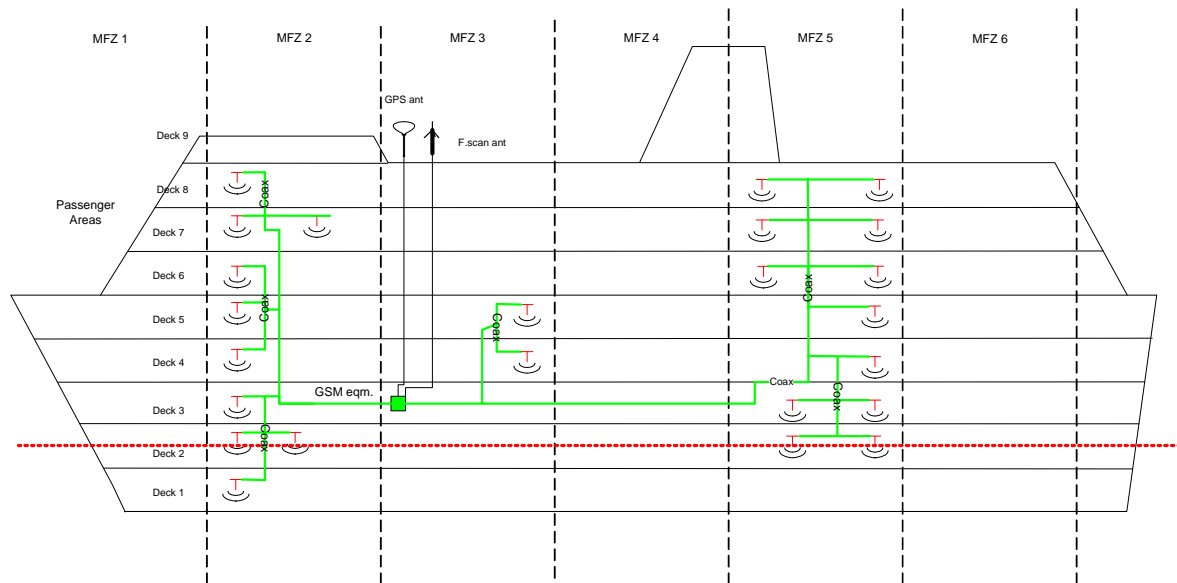 MFZ 1
MFZ 2
MFZ 3
MFZ 4
MFZ 5
MFZ 6
GPS ant
F.scan ant
Deck 9
Deck 8
Coax
Passenger
Areas
Deck 7
Deck 6
Coax
Coax
Deck 5
Coax
Deck 4
Coax
GSM eqm.
Coax
Deck 3
Coax
Deck 2
Deck 1